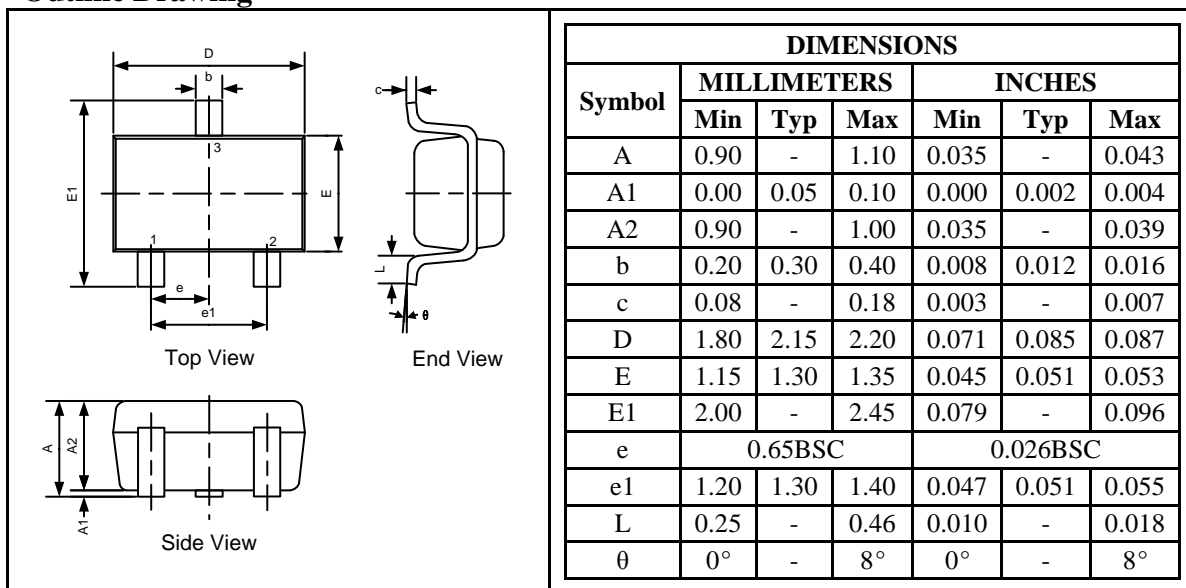 D
b
c
3
E1
E
1
2
L
e
e1
θ
Top View
End View
A
A2
A1
Side View
DIMENSIONS
Symbol MILLIMETERS INCHES
Min Typ Max Min Typ Max
A 0.90 - 1.10 0.035 - 0.043
A1 0.00 0.05 0.10 0.000 0.002 0.004
A2 0.90 - 1.00 0.035 - 0.039
b 0.20 0.30 0.40 0.008 0.012 0.016
c 0.08 - 0.18 0.003 - 0.007
D 1.80 2.15 2.20 0.071 0.085 0.087
E 1.15 1.30 1.35 0.045 0.051 0.053
E1 2.00 - 2.45 0.079 - 0.096
e 0.65BSC 0.026BSC
e1 1.20 1.30 1.40 0.047 0.051 0.055
L 0.25 - 0.46 0.010 - 0.018
θ 0° - 8° 0° - 8°